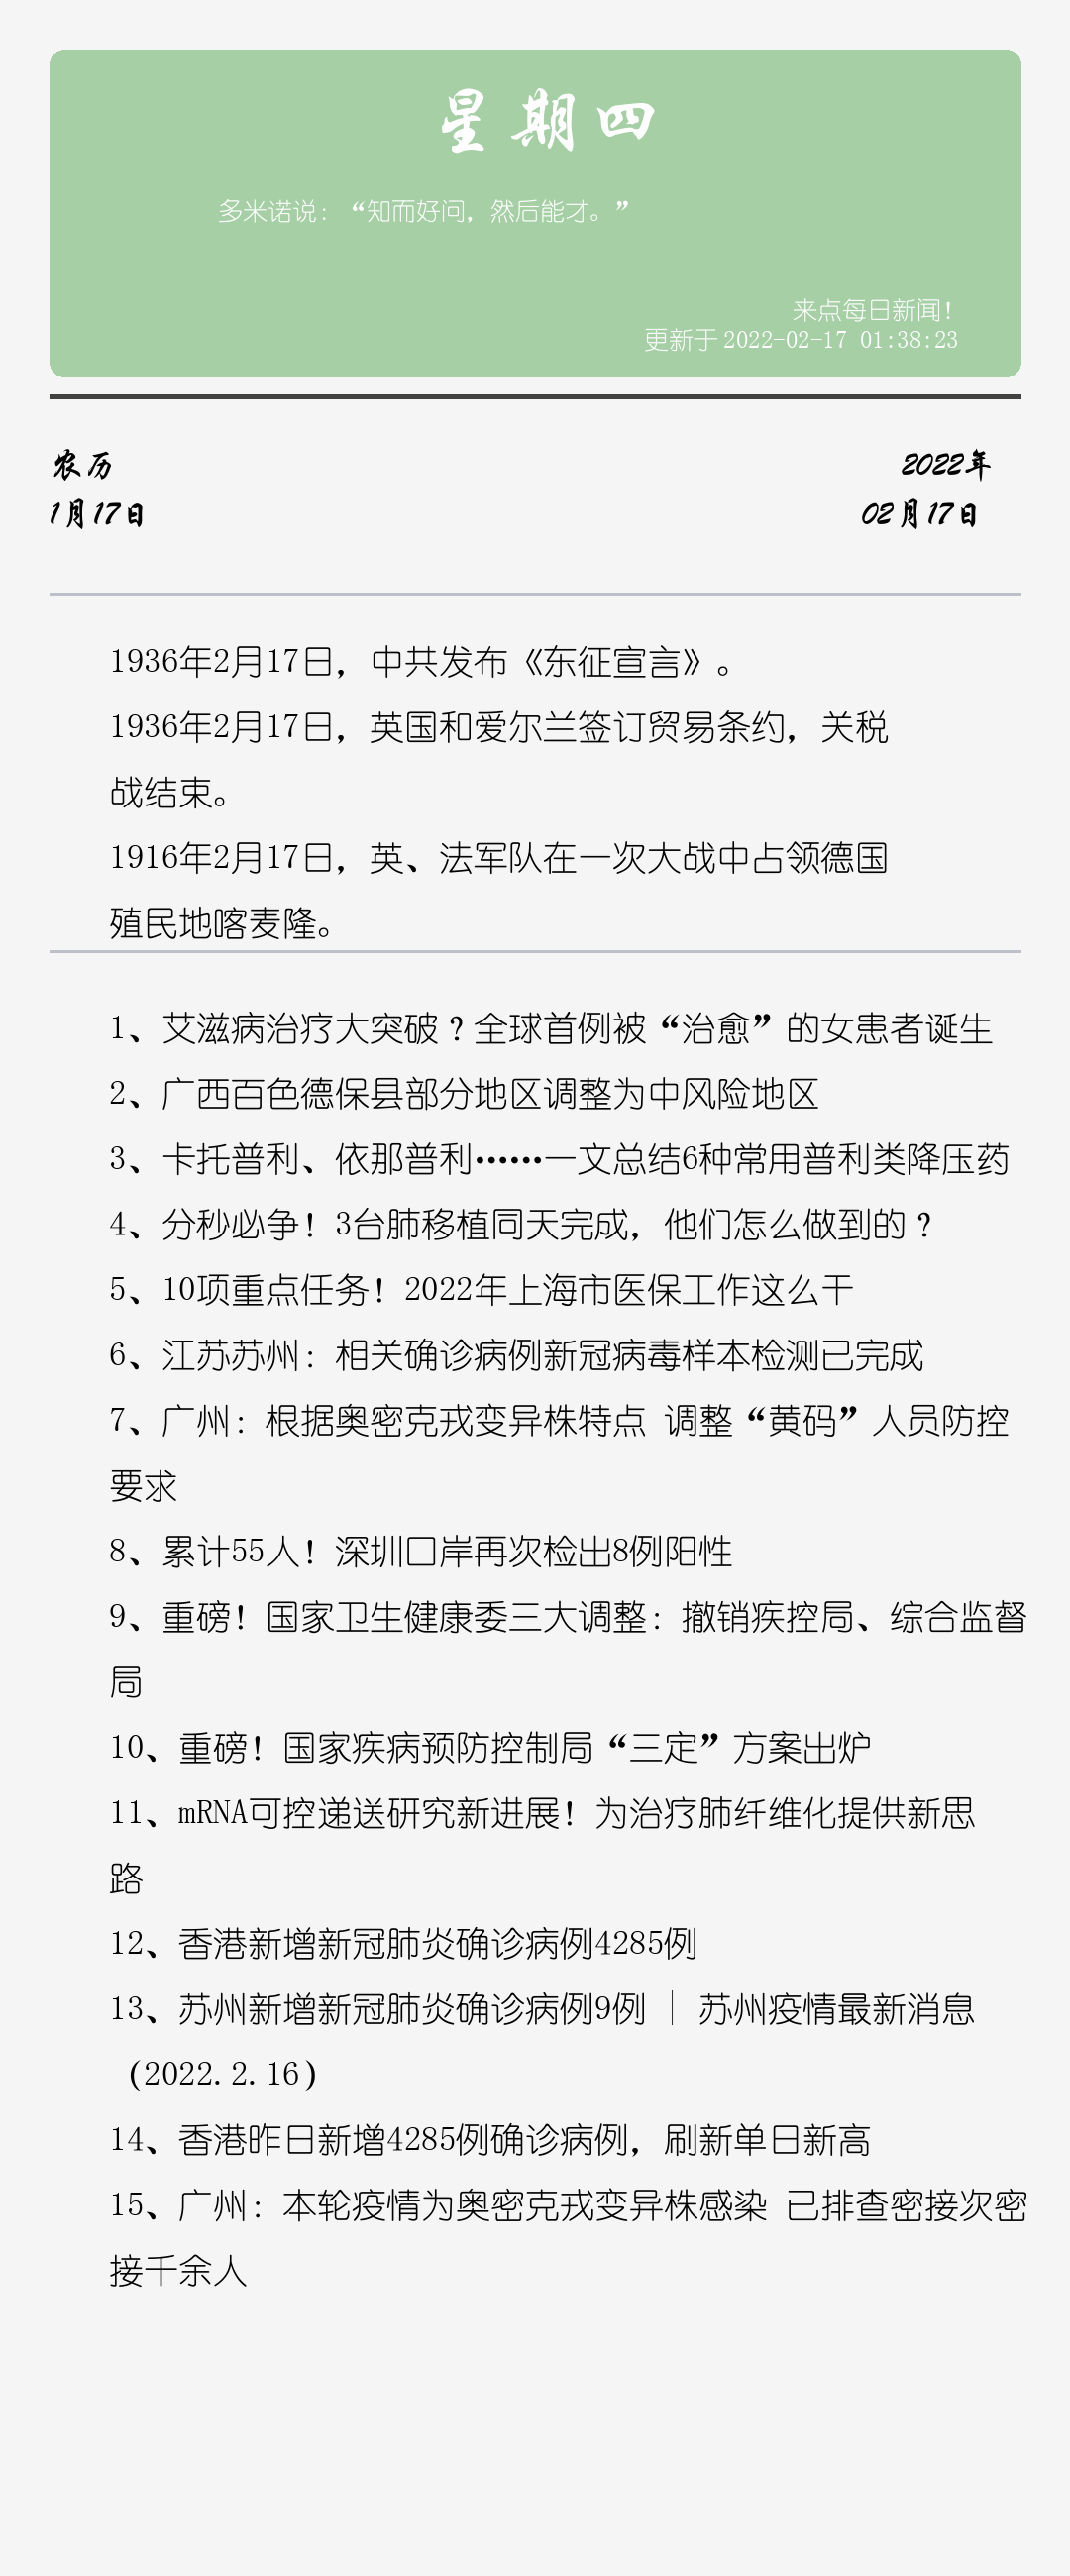 星期四
多米诺说：“知而好问，然后能才。”
来点每日新闻！
更新于 2022-02-17 01:38:23
农历
2022年
1月17日
02月17日
1936年2月17日，中共发布《东征宣言》。
1936年2月17日，英国和爱尔兰签订贸易条约，关税
战结束。
1916年2月17日，英、法军队在一次大战中占领德国
殖民地喀麦隆。
1、艾滋病治疗大突破？全球首例被“治愈”的女患者诞生
2、广西百色德保县部分地区调整为中风险地区
3、卡托普利、依那普利……一文总结6种常用普利类降压药
4、分秒必争！3台肺移植同天完成，他们怎么做到的？
5、10项重点任务！2022年上海市医保工作这么干
6、江苏苏州：相关确诊病例新冠病毒样本检测已完成
7、广州：根据奥密克戎变异株特点 调整“黄码”人员防控
要求
8、累计55人！深圳口岸再次检出8例阳性
9、重磅！国家卫生健康委三大调整：撤销疾控局、综合监督
局
10、重磅！国家疾病预防控制局“三定”方案出炉
11、mRNA可控递送研究新进展！为治疗肺纤维化提供新思
路
12、香港新增新冠肺炎确诊病例4285例
13、苏州新增新冠肺炎确诊病例9例 | 苏州疫情最新消息
（2022.2.16）
14、香港昨日新增4285例确诊病例，刷新单日新高
15、广州：本轮疫情为奥密克戎变异株感染 已排查密接次密
接千余人